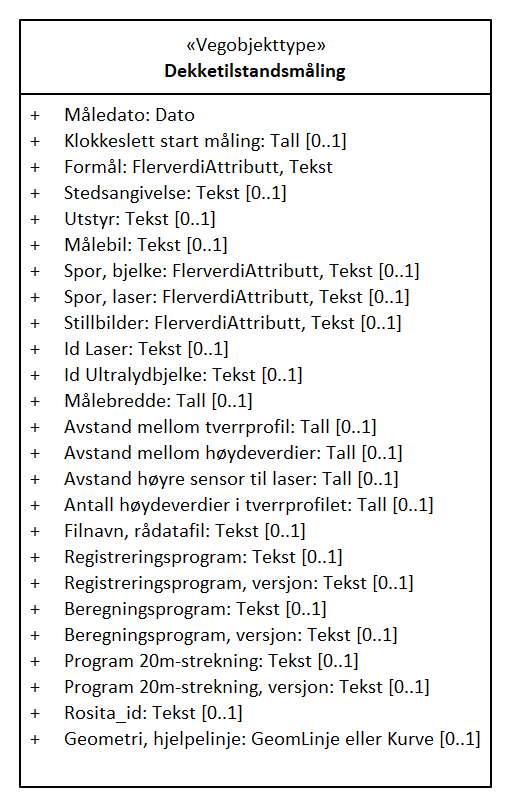 «Vegobjekttype»
Dekketilstandsmåling
+ Måledato: Dato
+ Klokkeslett start måling: Tall [0..1]
+ Formål: FlerverdiAttributt, Tekst
+ Stedsangivelse: Tekst [0..1]
+ Utstyr: Tekst [0..1]
+ Målebil: Tekst [0..1]
+ Spor, bjelke: FlerverdiAttributt, Tekst [0..1]
+ Spor, laser: FlerverdiAttributt, Tekst [0..1]
+ Stillbilder: FlerverdiAttributt, Tekst [0..1]
+ Id Laser: Tekst [0..1]
+ Id Ultralydbjelke: Tekst [0..1]
+ Målebredde: Tall [0..1]
+ Avstand mellom tverrprofil: Tall [0..1]
+ Avstand mellom høydeverdier: Tall [0..1]
+ Avstand høyre sensor til laser: Tall [0..1]
+ Antall høydeverdier i tverrprofilet: Tall [0..1]
+ Filnavn, rådatafil: Tekst [0..1]
+ Registreringsprogram: Tekst [0..1]
+ Registreringsprogram, versjon: Tekst [0..1]
+ Beregningsprogram: Tekst [0..1]
+ Beregningsprogram, versjon: Tekst [0..1]
+ Program 20m-strekning: Tekst [0..1]
+ Program 20m-strekning, versjon: Tekst [0..1]
+ Rosita_id: Tekst [0..1]
+ Geometri, hjelpelinje: GeomLinje eller Kurve [0..1]